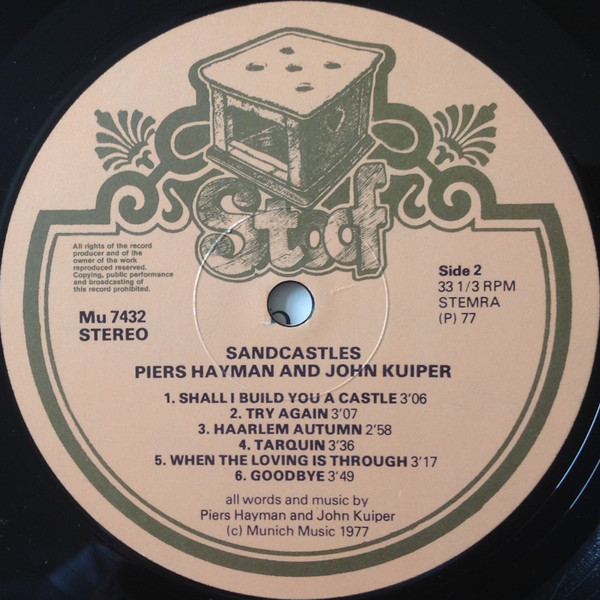 Stoof
All rights of the record
producer and of the
owner of the work
reproduced reserved.
Copying, public performance
and broadcasting of
this record prohibited.
Mu 7432
STEREO
Side 2
33 1/3 RPM
STEMRA
(P) 77
SANDCASTLES
PIERS HAYMAN AND JOHN KUIPER
1. SHALL I BUILD YOU A CASTLE 3'06
2. TRY AGAIN 3'07
3. HAARLEM AUTUMN 2'58
4. TARQUIN 3'36
5. WHEN THE LOVING IS THROUGH 3'17
6. GOODBYE 3'49
all words and music by
Piers Hayman and John Kuiper
(c) Munich Music 1977